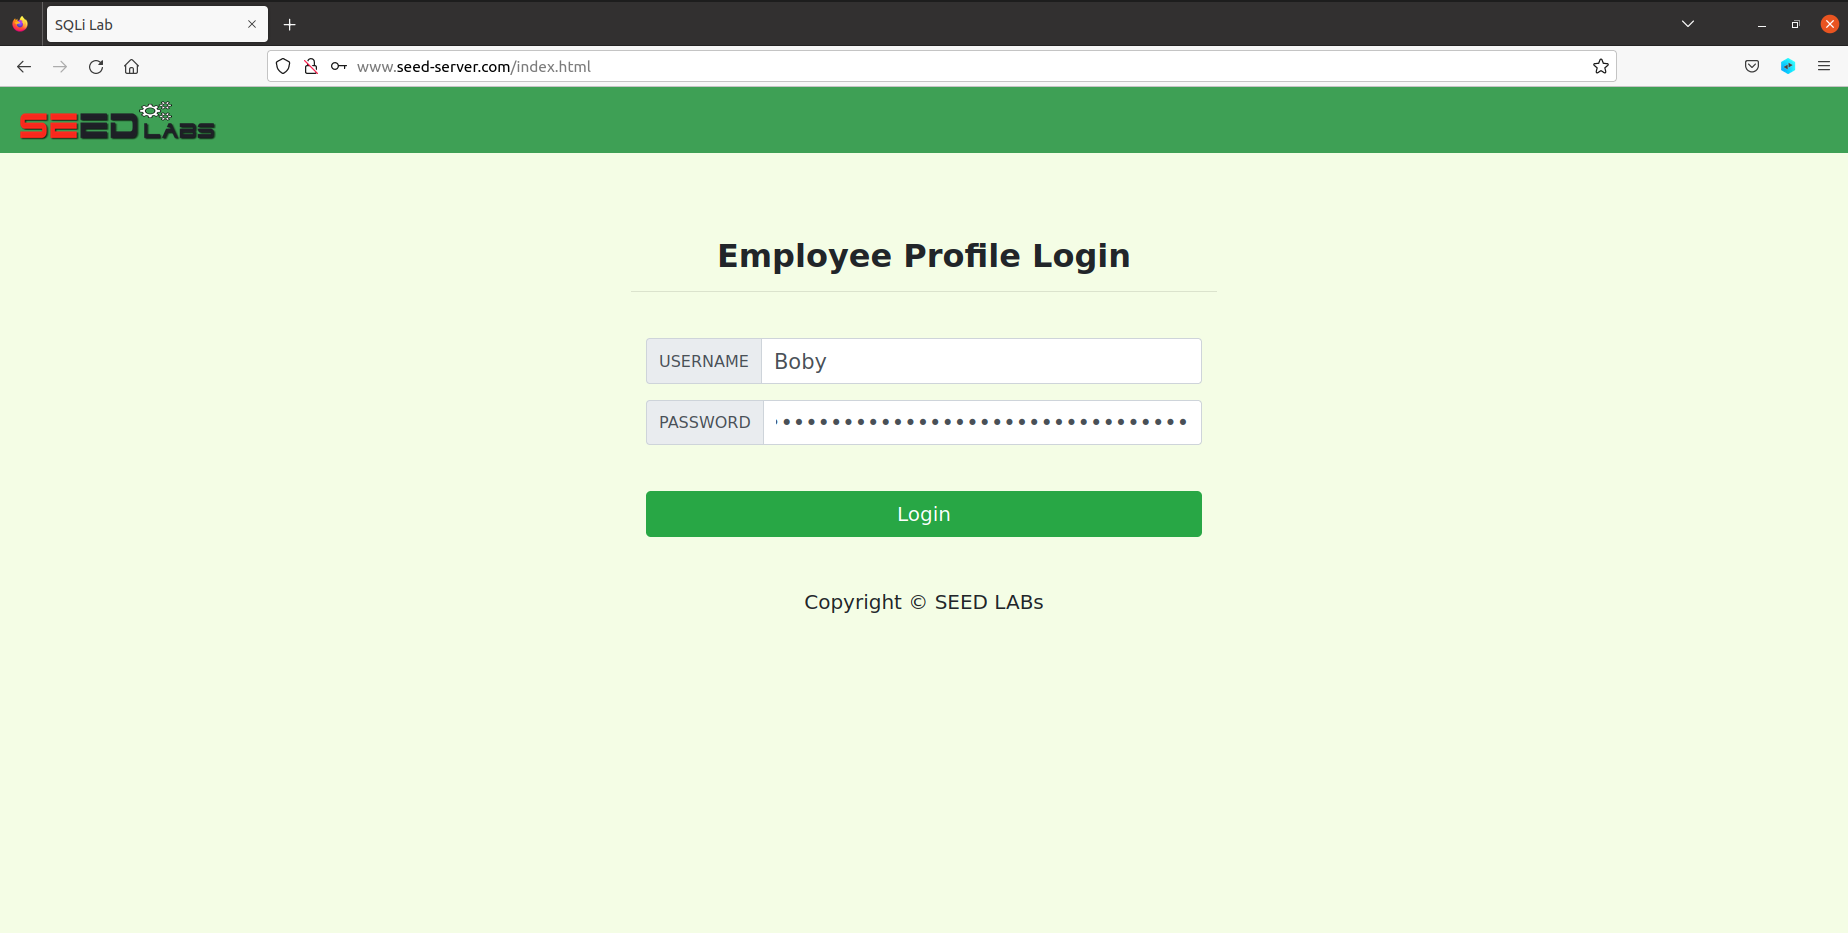 SQLi Lab
www.seed-server.com/index.html
SEED LABS
Employee Profile Login
USERNAME Boby
PASSWORD ••••••••••••••••••••••••••••••••••
Login
Copyright © SEED LABs